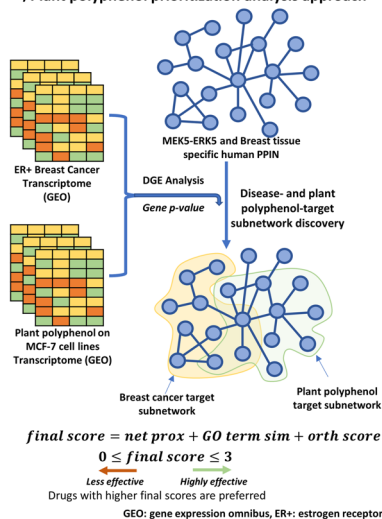 , Plant polyphenol prioritization analysis approach
MEK5-ERK5 and Breast tissue
specific human PPIN
ER+ Breast Cancer
Transcriptome
(GEO)
DGE Analysis
Gene p-value
Disease- and plant
polyphenol-target
subnetwork discovery
Plant polyphenol on
MCF-7 cell lines
Transcriptome (GEO)
Breast cancer target
subnetwork
Plant polyphenol
target subnetwork
final score = net prox + GO term sim + orth score
0 ≤ final score ≤ 3
Less effective
Highly effective
Drugs with higher final scores are preferred
GEO: gene expression omnibus, ER+: estrogen receptor